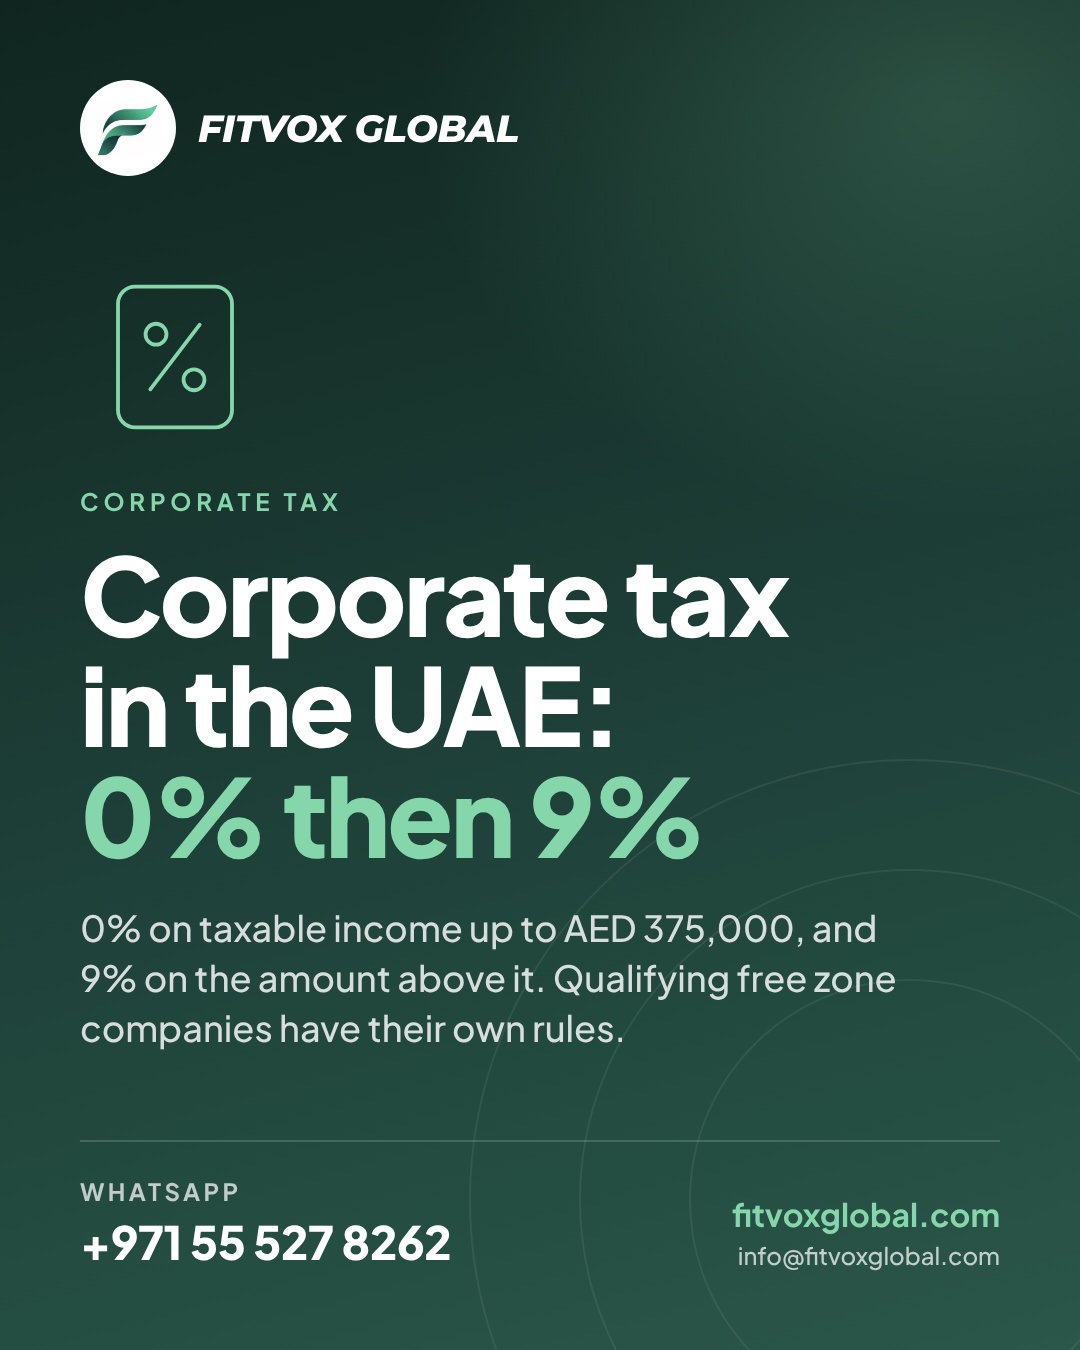 FITVOX GLOBAL
%
CORPORATE TAX
Corporate tax
in the UAE:
0% then 9%
0% on taxable income up to AED 375,000, and
9% on the amount above it. Qualifying free zone
companies have their own rules.
WHATSAPP
+971 55 527 8262
fitvoxglobal.com
info@fitvoxglobal.com